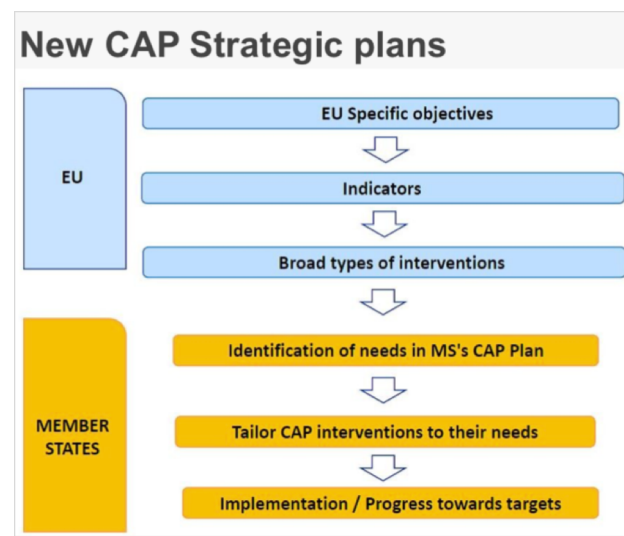 New CAP Strategic plans
EU
EU Specific objectives
Indicators
Broad types of interventions
MEMBER
STATES
Identification of needs in MS's CAP Plan
Tailor CAP interventions to their needs
Implementation / Progress towards targets